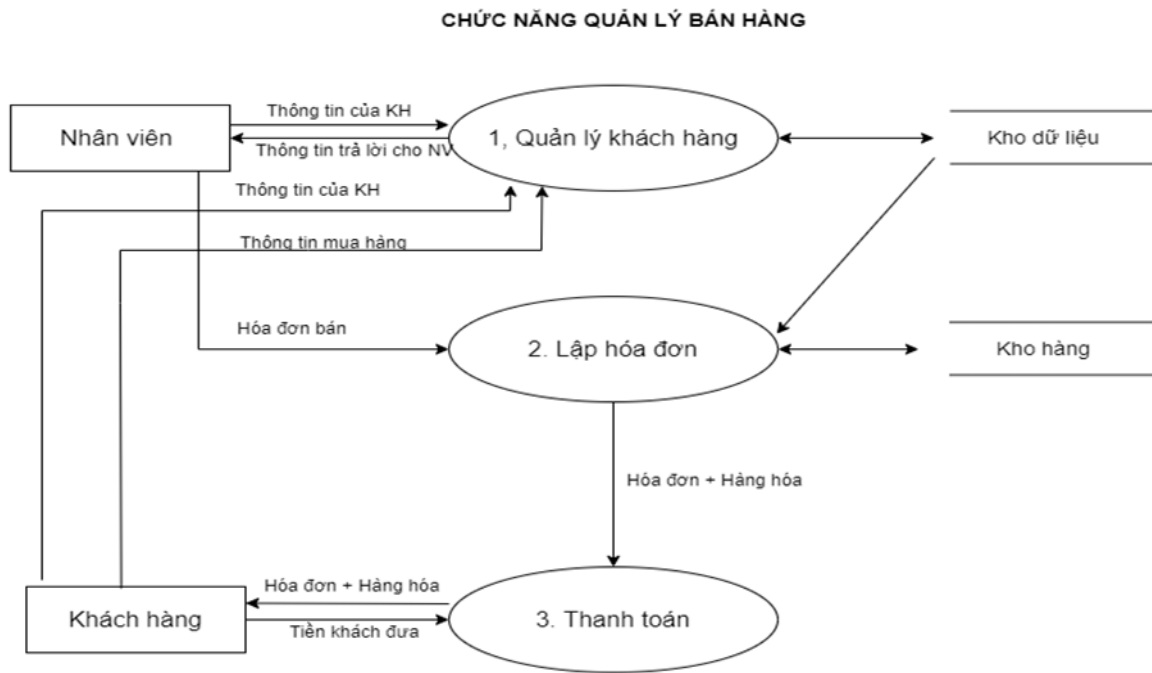 CHỨC NĂNG QUẢN LÝ BÁN HÀNG
Thông tin của KH
Nhân viên
1, Quản lý khách hàng
Kho dữ liệu
Thông tin trả lời cho NV
Thông tin của KH
Thông tin mua hàng
Hóa đơn bán
2. Lập hóa đơn
Kho hàng
Hóa đơn + Hàng hóa
Hóa đơn + Hàng hóa
Khách hàng
3. Thanh toán
Tiền khách đưa